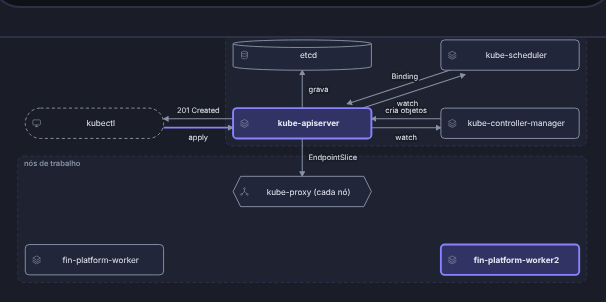 etcd
kube-scheduler
Binding
grava
watch
201 Created
cria objetos
kubectl
kube-apiserver
kube-controller-manager
apply
watch
EndpointSlice
nós de trabalho
kube-proxy (cada nó)
fin-platform-worker
fin-platform-worker2